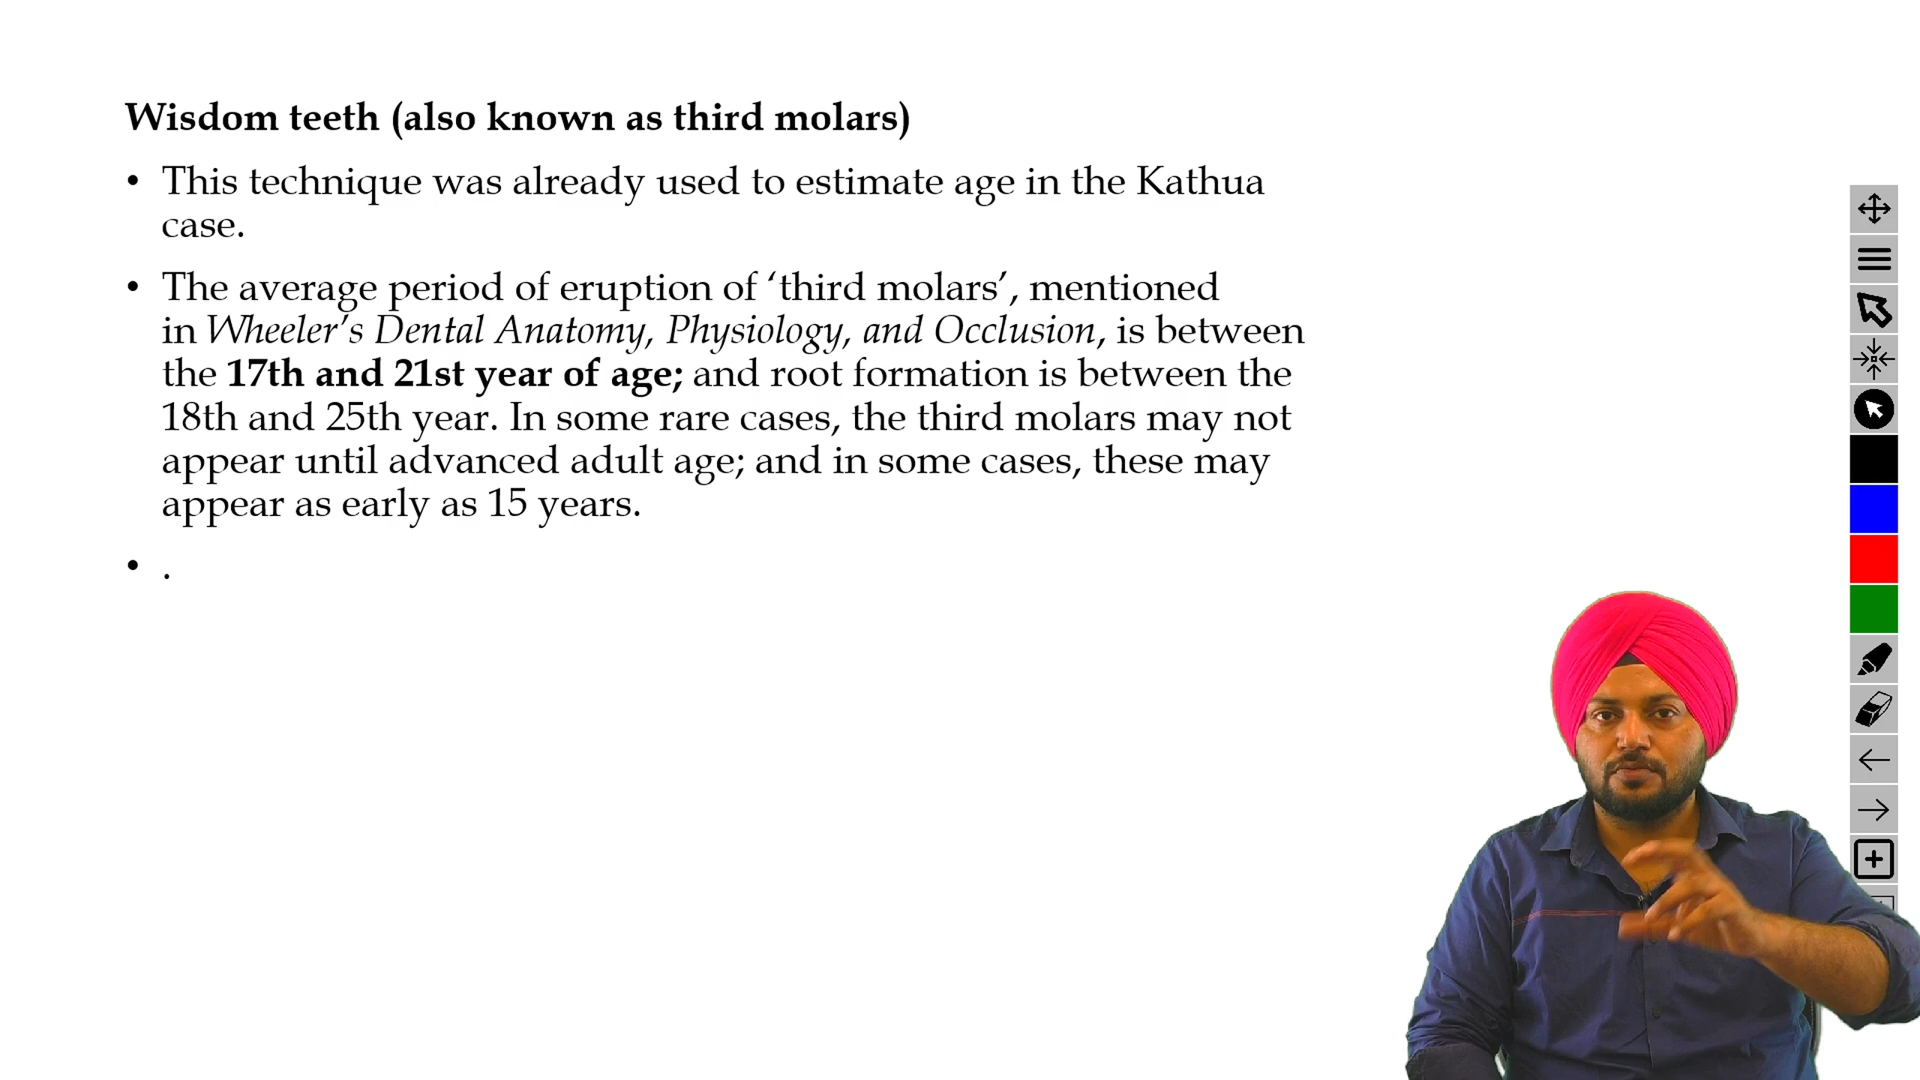 Wisdom teeth (also known as third molars)
• This technique was already used to estimate age in the Kathua
case.
• The average period of eruption of ‘third molars’, mentioned
in Wheeler’s Dental Anatomy, Physiology, and Occlusion, is between
the 17th and 21st year of age; and root formation is between the
18th and 25th year. In some rare cases, the third molars may not
appear until advanced adult age; and in some cases, these may
appear as early as 15 years.
• .